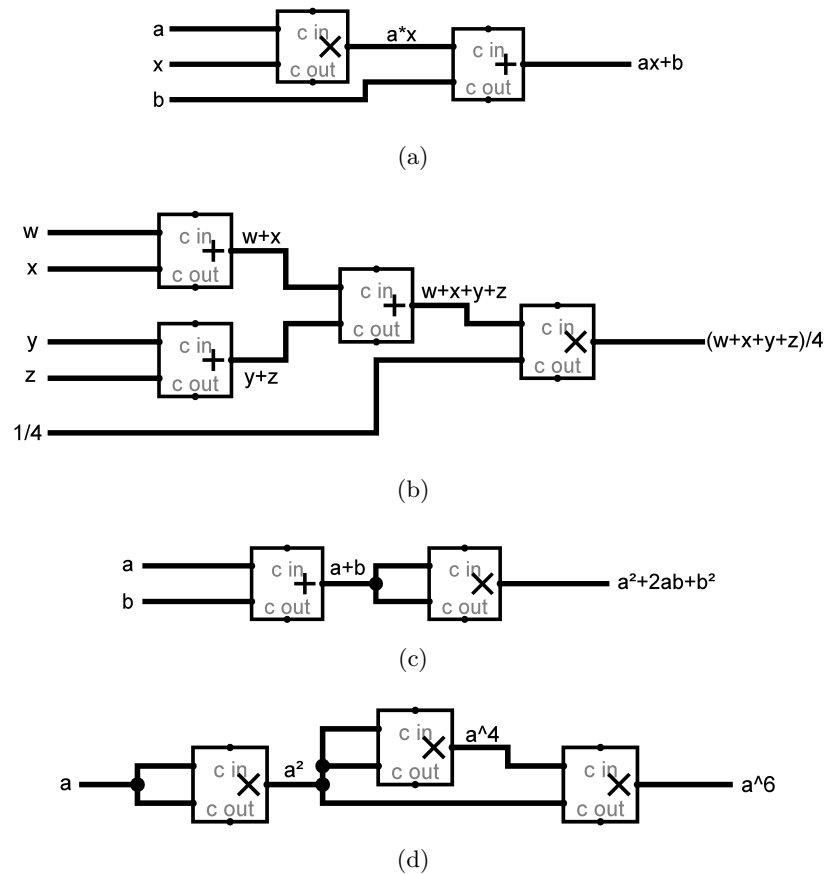 a
c in
×
a*x
c in
+
ax+b
x
c out
c out
b
(a)
w
c in
+
w+x
x
c out
c in
+
w+x+y+z
c in
×
(w+x+y+z)/4
y
c in
+
c out
c out
z
c out
y+z
1/4
(b)
a
c in
+
a+b
c in
×
a²+2ab+b²
b
c out
c out
(c)
c in
×
a^4
a
c in
×
a²
c out
c in
×
a^6
c out
c out
(d)